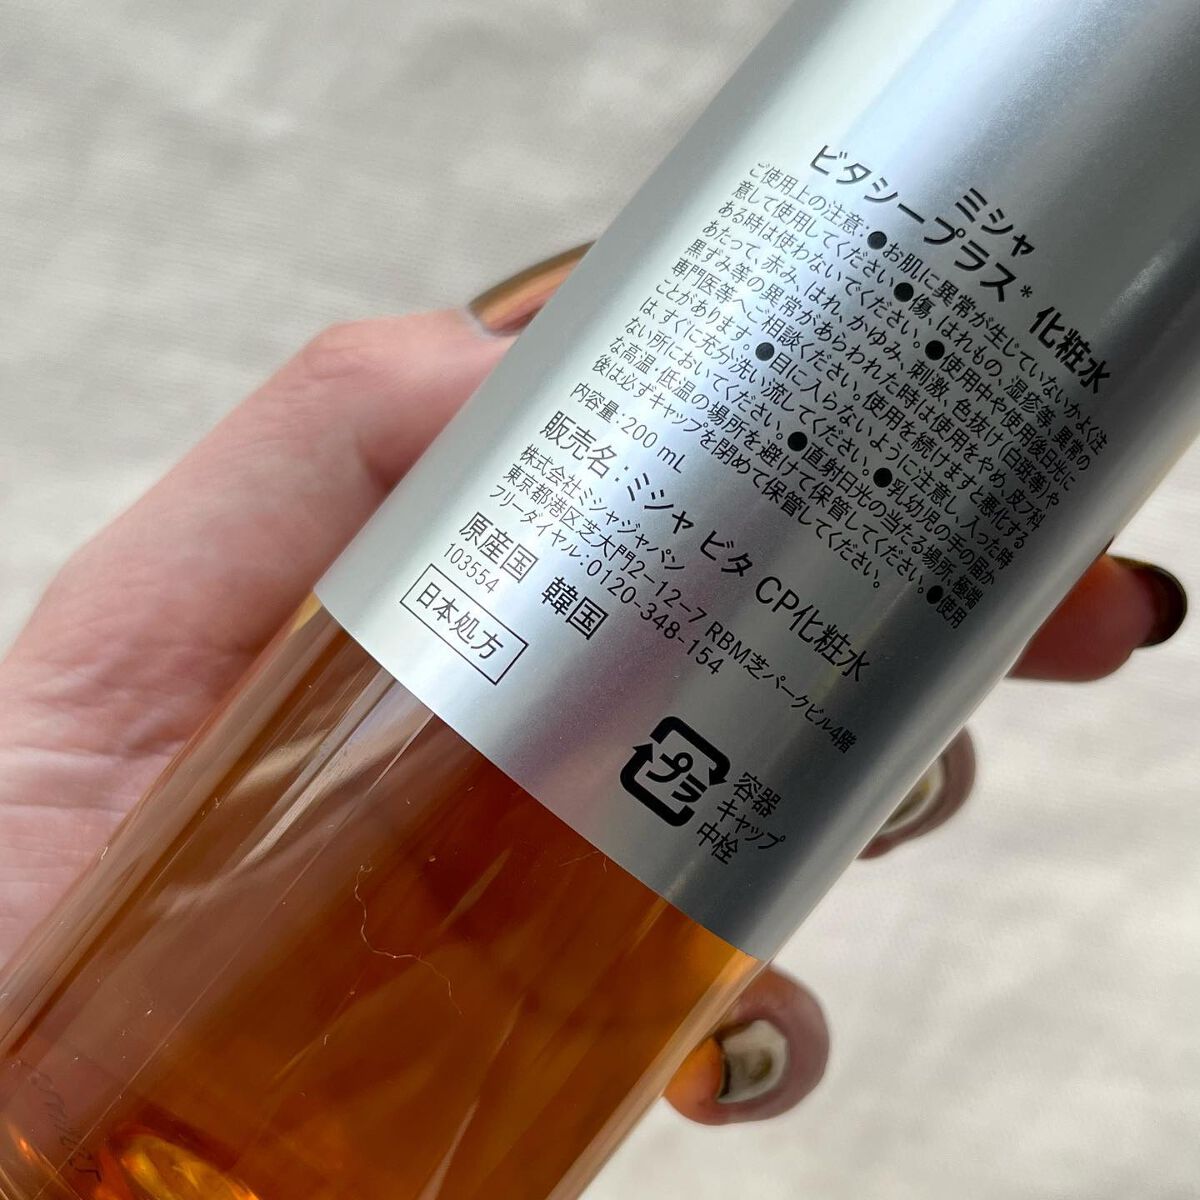 ミシャ
ビタシープラス* 化粧水
ご使用上の注意:●お肌に異常が生じていないかよく注
意して使用してください。●傷、はれもの、湿疹等、異常の
ある時は使わないでください。●使用中や使用後日光に
あたって、赤み、はれ、かゆみ、刺激、色抜け(白斑等)や
黒ずみ等の異常があらわれた時は使用をやめ、皮フ科
専門医等へご相談ください。使用を続けますと悪化する
ことがあります。●目に入らないように注意し、入った時
は、すぐに充分洗い流してください。●乳幼児の手の届か
ない所においてください。●直射日光の当たる場所、極端
な高温・低温の場所を避けて保管してください。●使用
後は必ずキャップを閉めて保管してください。
内容量:200 mL
販売名:ミシャ ビタ CP化粧水
株式会社ミシャジャパン
東京都港区芝大門2-12-7 RBM芝パークビル4階
フリーダイヤル:0120-348-154
原産国 韓国
103554
日本処方
プラ
容器
キャップ
中栓